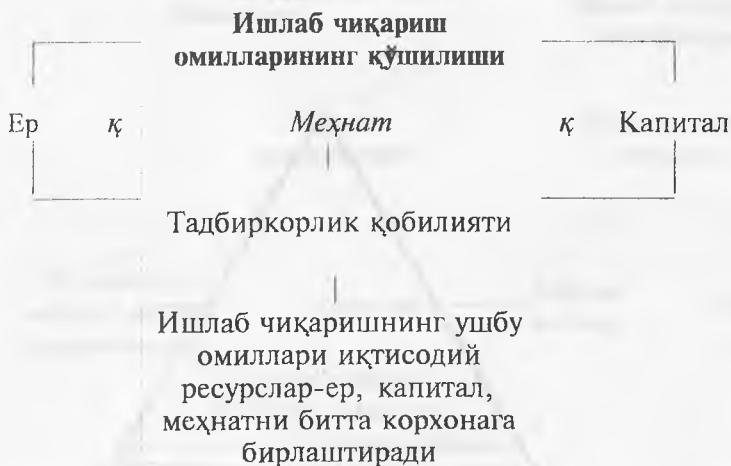 Ишлаб чиқариш
омилларининг қўшилиши
Ер қ Меҳнат қ Капитал
Тадбиркорлик қобилияти
Ишлаб чиқаришнинг ушбу
омиллари иқтисодий
ресурслар-ер, капитал,
меҳнатни битта корхонага
бирлаштиради